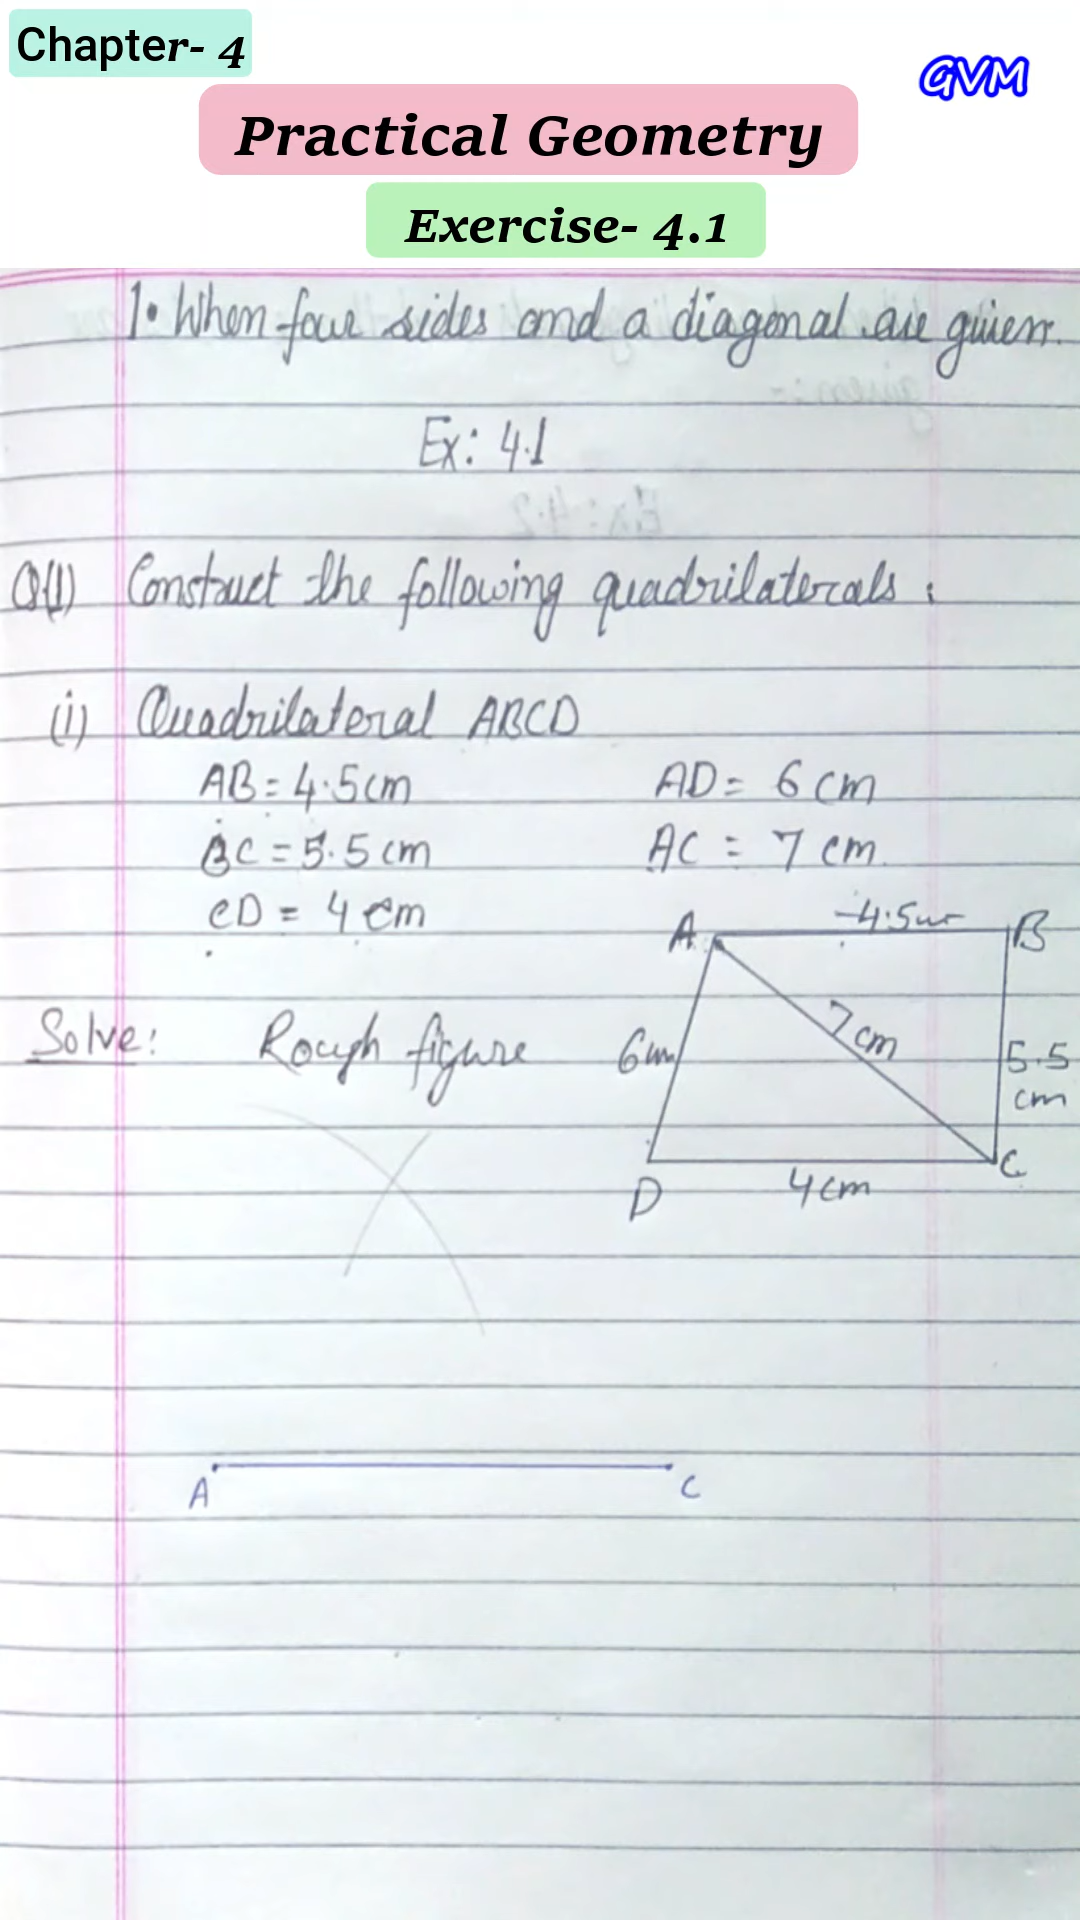 Chapter- 4
GVM
Practical Geometry
Exercise- 4.1
1. When four sides and a diagonal are given.
Ex: 4.1
Q(1) Construct the following quadrilaterals :
(i) Quadrilateral ABCD
AB = 4.5cm AD = 6 cm
BC = 5.5 cm AC = 7 cm
CD = 4 cm
A 4.5cm B
Solve: Rough figure
6cm 7cm 5.5 cm
D 4cm C
A C